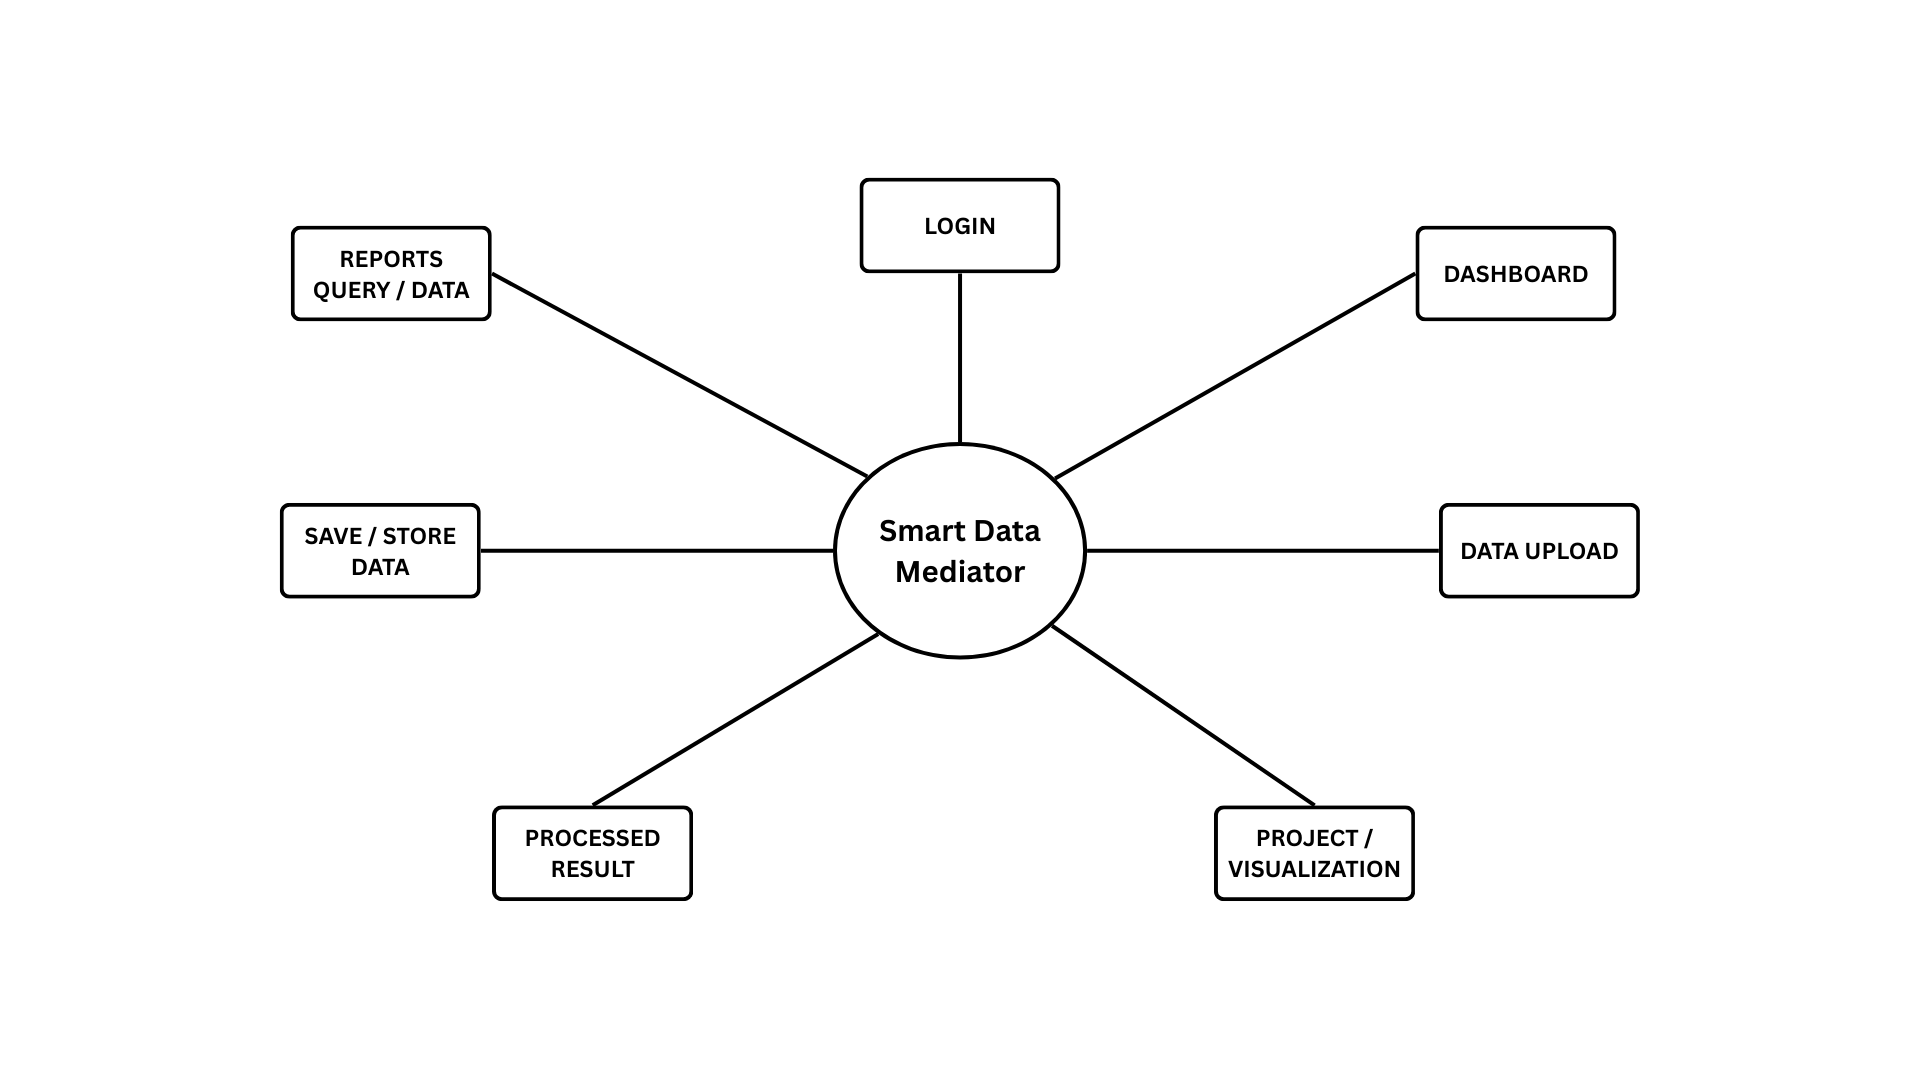 LOGIN
REPORTS
QUERY / DATA
DASHBOARD
Smart Data
Mediator
SAVE / STORE
DATA
DATA UPLOAD
PROCESSED
RESULT
PROJECT /
VISUALIZATION